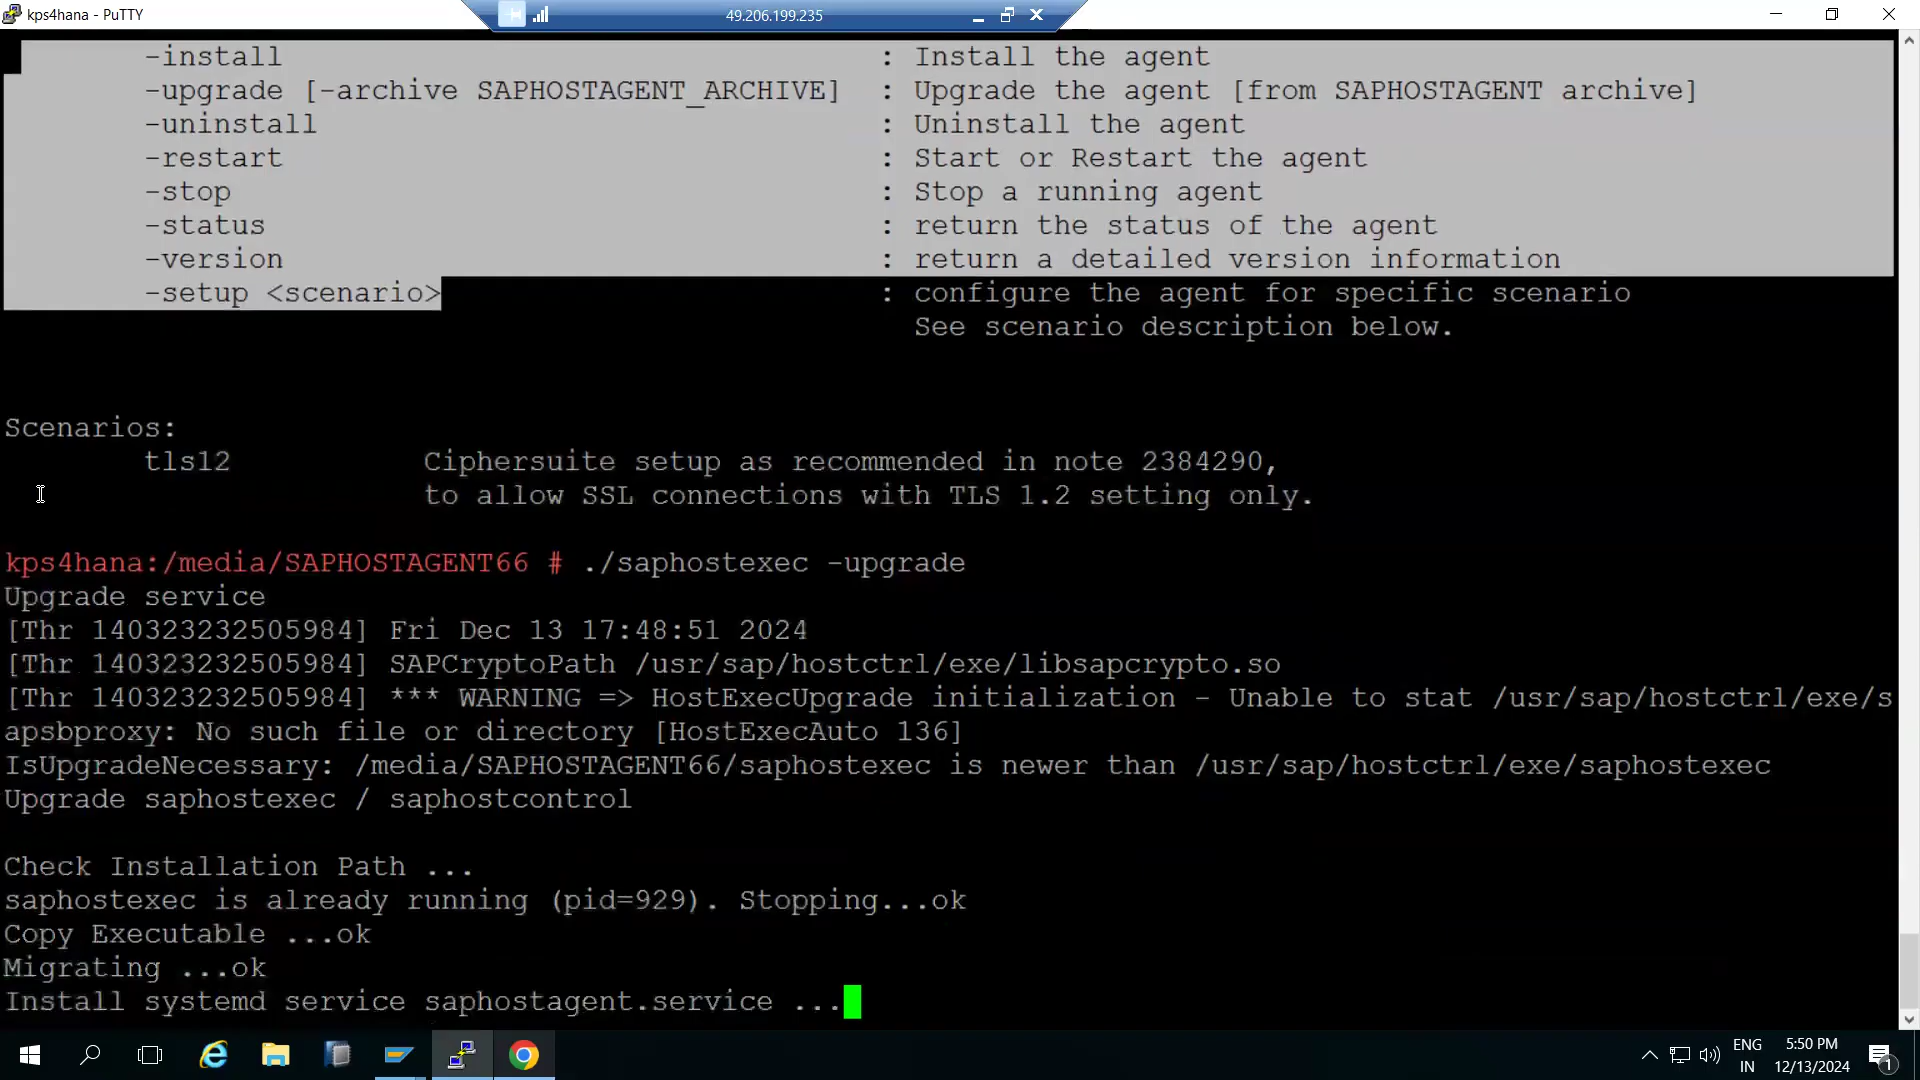 kps4hana - PuTTY
49.206.199.235
-install : Install the agent
-upgrade [-archive SAPHOSTAGENT_ARCHIVE] : Upgrade the agent [from SAPHOSTAGENT archive]
-uninstall : Uninstall the agent
-restart : Start or Restart the agent
-stop : Stop a running agent
-status : return the status of the agent
-version : return a detailed version information
-setup <scenario> : configure the agent for specific scenario
See scenario description below.
Scenarios:
tls12 Ciphersuite setup as recommended in note 2384290,
to allow SSL connections with TLS 1.2 setting only.
kps4hana:/media/SAPHOSTAGENT66 # ./saphostexec -upgrade
Upgrade service
[Thr 140323232505984] Fri Dec 13 17:48:51 2024
[Thr 140323232505984] SAPCryptoPath /usr/sap/hostctrl/exe/libsapcrypto.so
[Thr 140323232505984] *** WARNING => HostExecUpgrade initialization - Unable to stat /usr/sap/hostctrl/exe/s
apsbproxy: No such file or directory [HostExecAuto 136]
IsUpgradeNecessary: /media/SAPHOSTAGENT66/saphostexec is newer than /usr/sap/hostctrl/exe/saphostexec
Upgrade saphostexec / saphostcontrol
Check Installation Path ...
saphostexec is already running (pid=929). Stopping...ok
Copy Executable ...ok
Migrating ...ok
Install systemd service saphostagent.service ...
ENG
IN
5:50 PM
12/13/2024
1